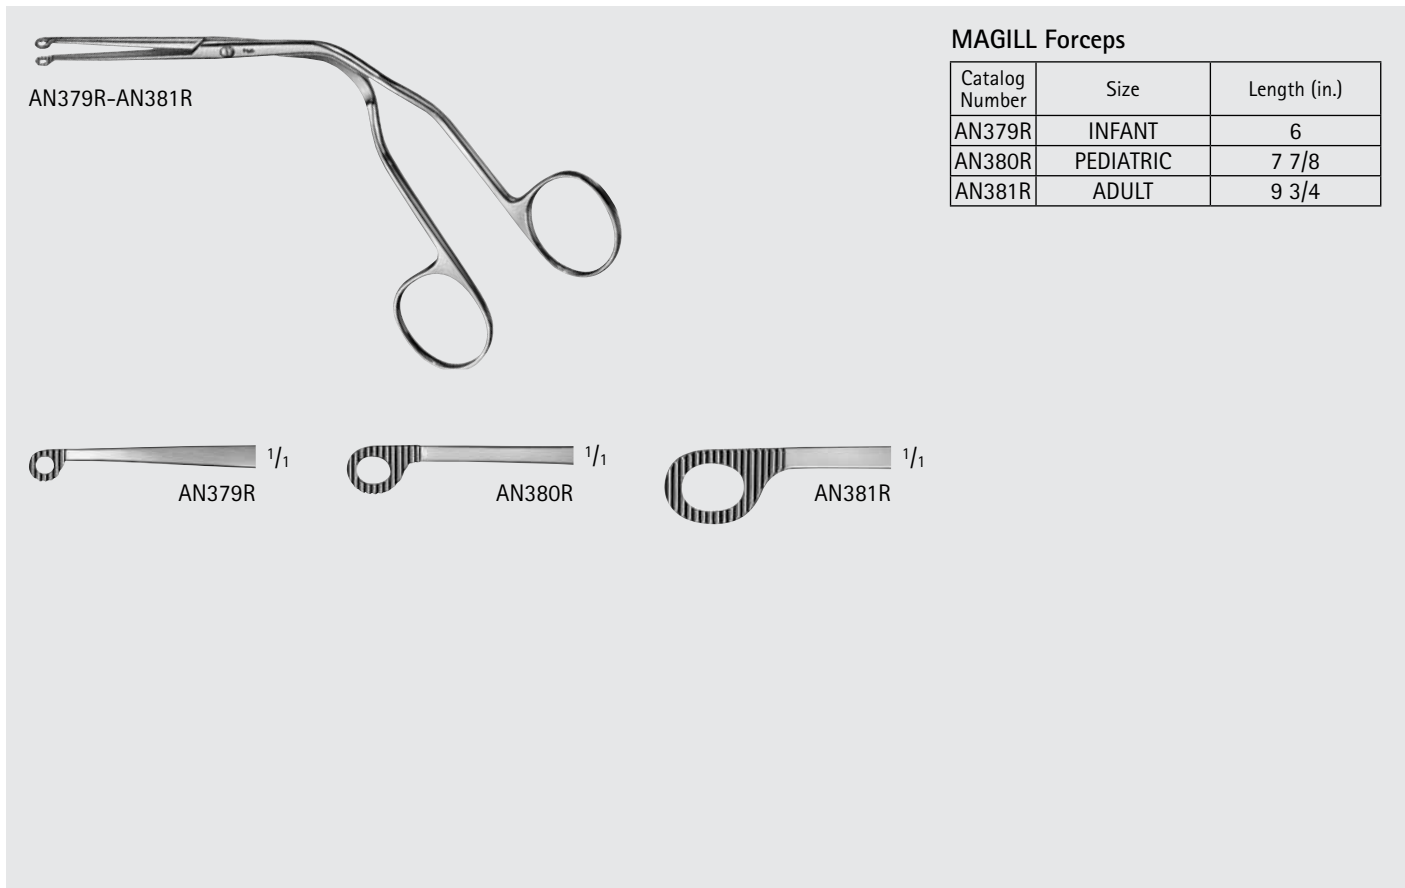 AN379R-AN381R
MAGILL Forceps
Catalog Number Size Length (in.)
AN379R INFANT 6
AN380R PEDIATRIC 7 7/8
AN381R ADULT 9 3/4
1/1
AN379R
1/1
AN380R
1/1
AN381R